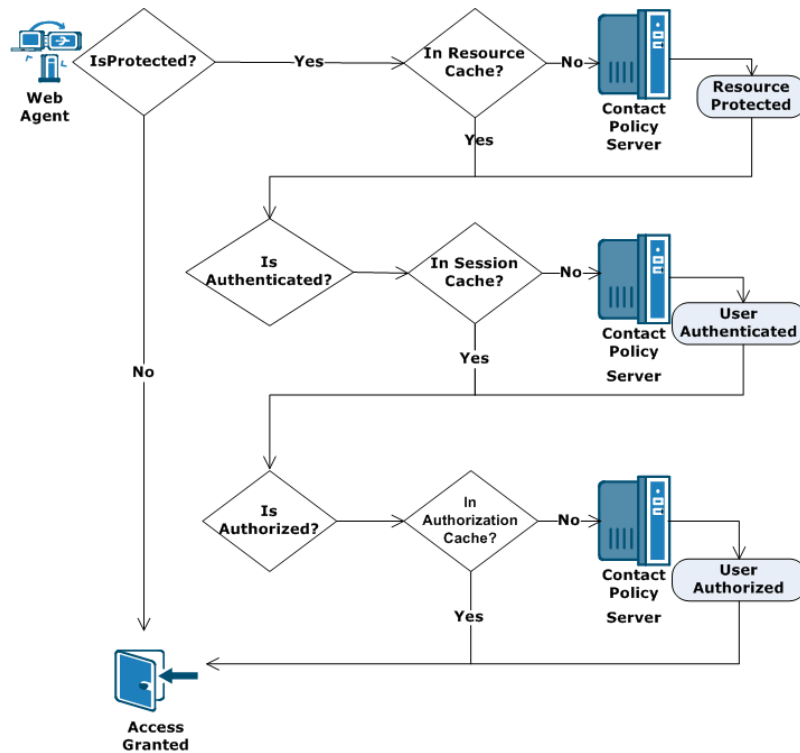 Web
Agent
IsProtected?
Yes
In Resource
Cache?
No
Contact
Policy
Server
Resource
Protected
Yes
Is
Authenticated?
In Session
Cache?
No
Contact
Policy
Server
User
Authenticated
Yes
No
Is
Authorized?
In
Authorization
Cache?
No
Contact
Policy
Server
User
Authorized
Yes
Access
Granted